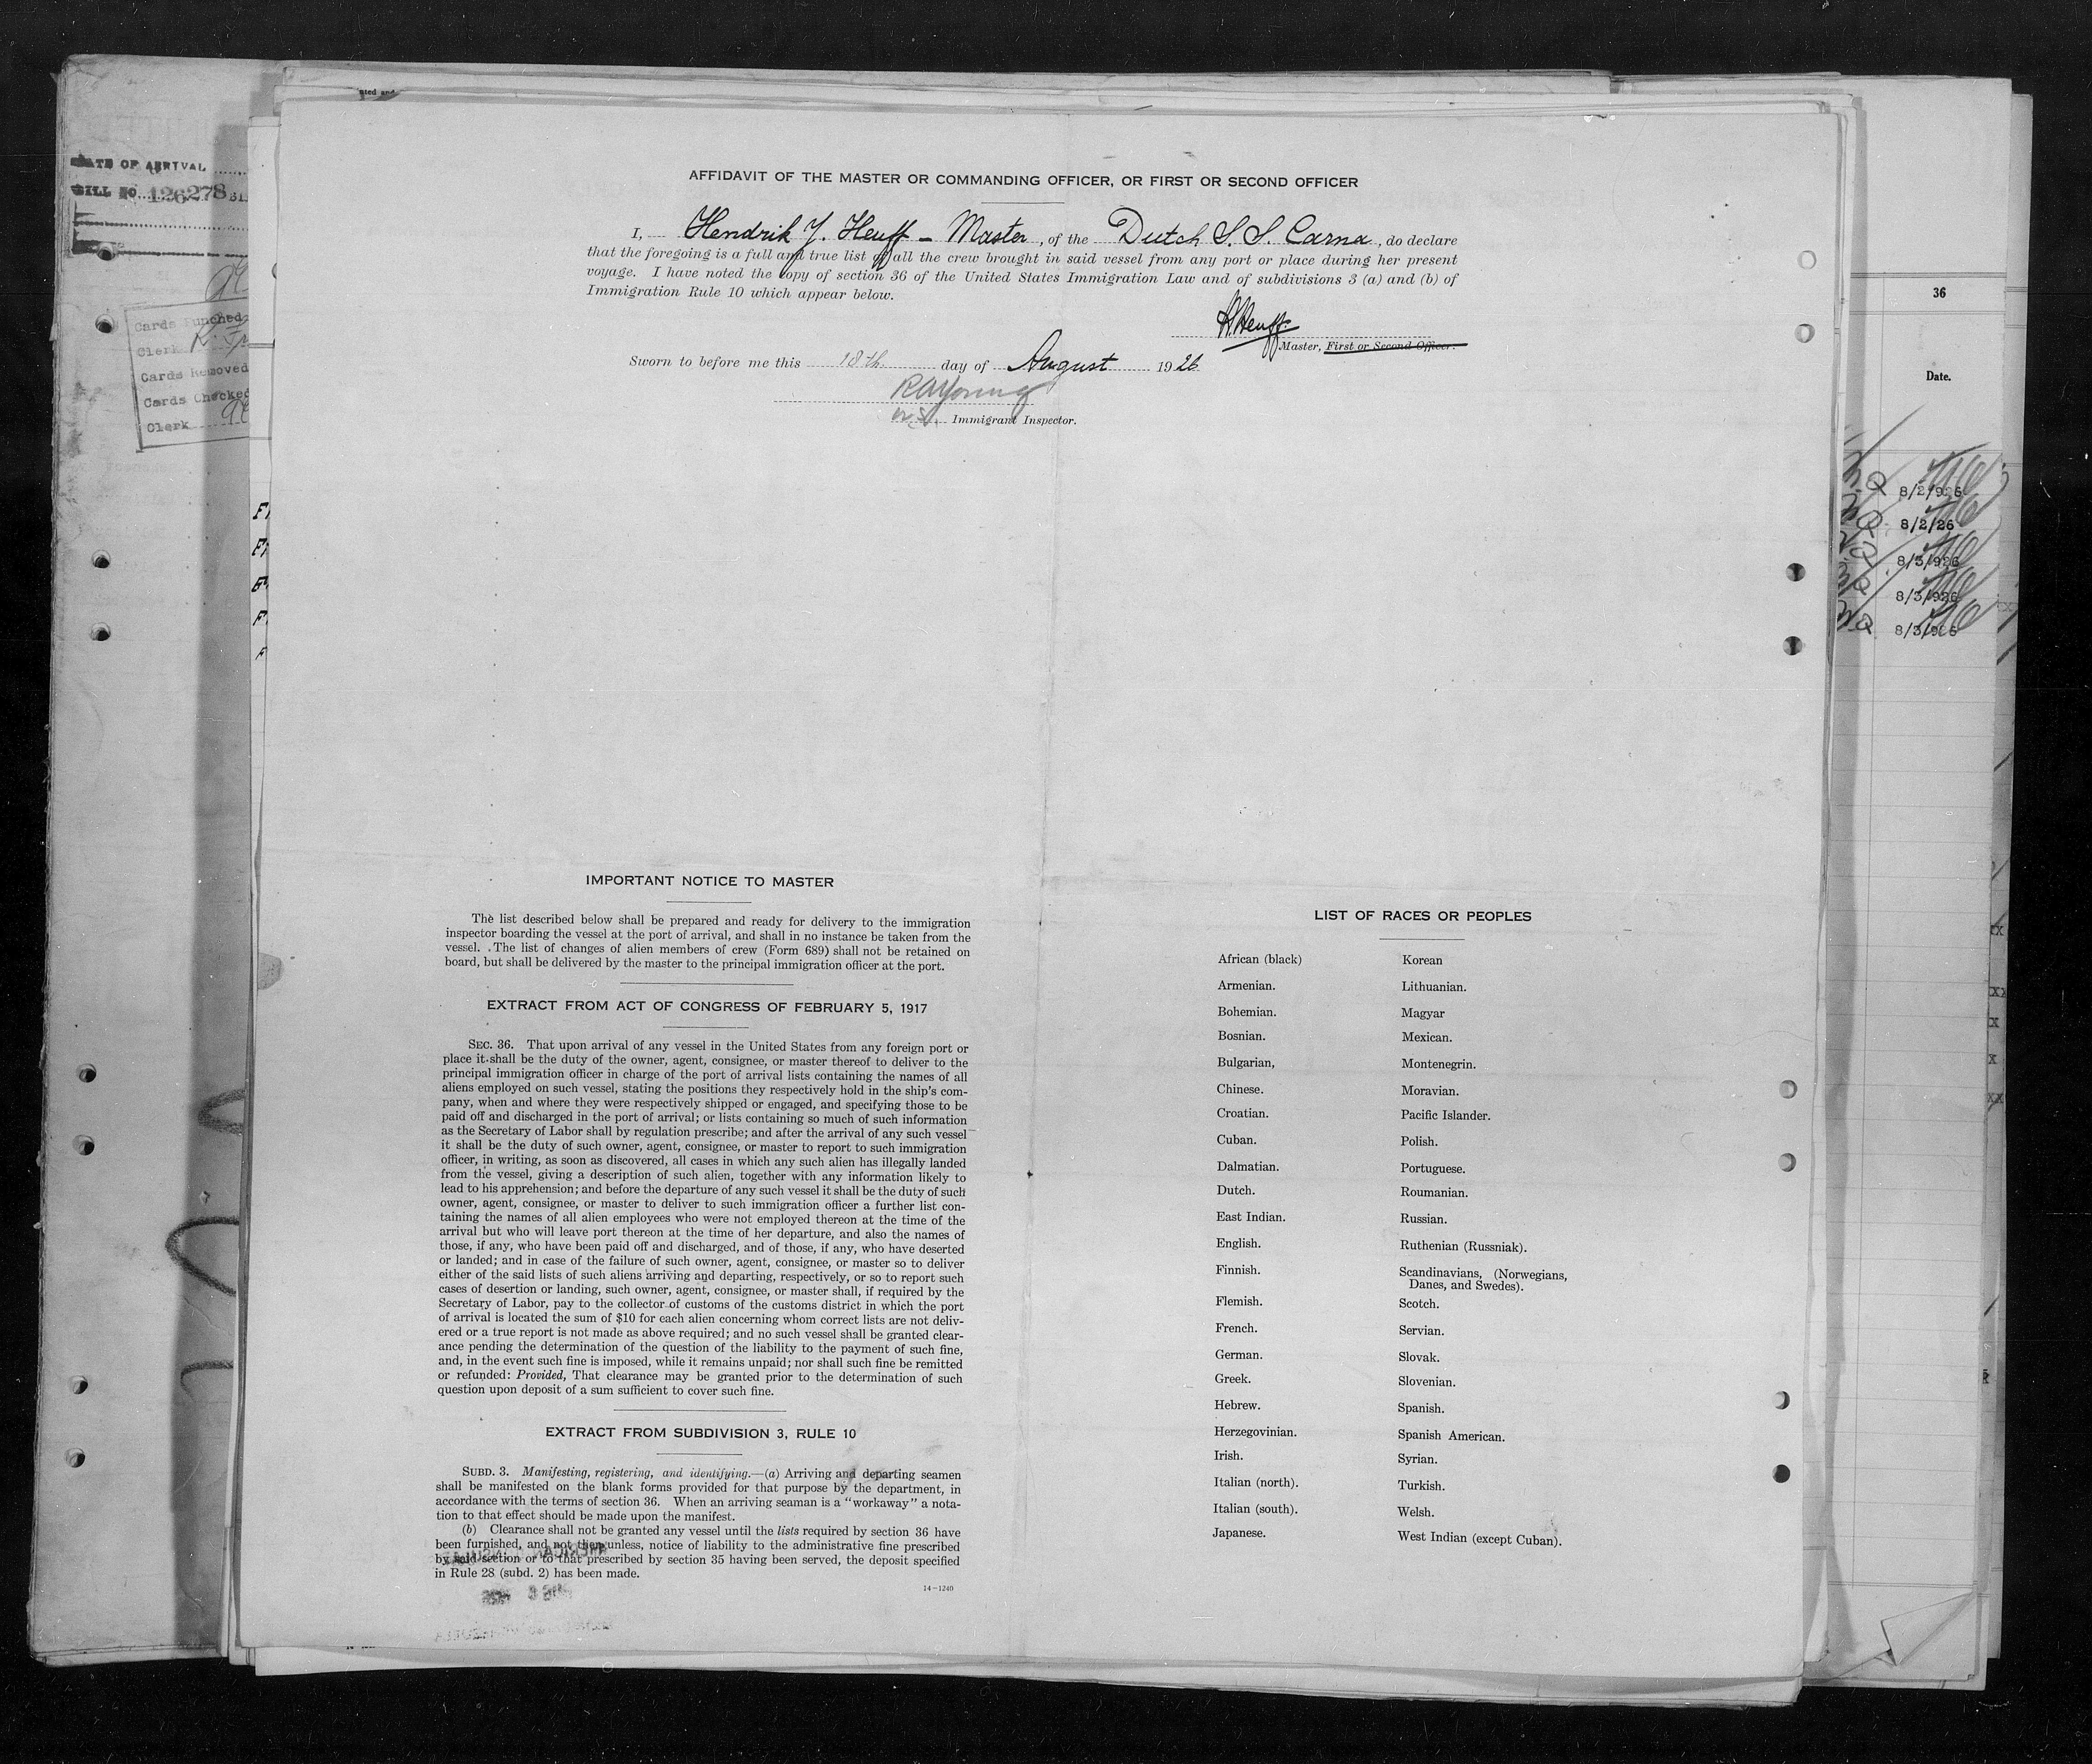 AFFIDAVIT OF THE MASTER OR COMMANDING OFFICER, OR FIRST OR SECOND OFFICER
I, Hendrik J. Heuff - Master, of the Dutch S.S. Carna, do declare
that the foregoing is a full and true list of all the crew brought in said vessel from any port or place during her present
voyage. I have noted the copy of section 36 of the United States Immigration Law and of subdivisions 3 (a) and (b) of
Immigration Rule 10 which appear below.
HHeuff
Master, First or Second Officer.
Sworn to before me this 18th day of August 1926
RAYoung
U.S. Immigrant Inspector.
IMPORTANT NOTICE TO MASTER
The list described below shall be prepared and ready for delivery to the immigration
inspector boarding the vessel at the port of arrival, and shall in no instance be taken from the
vessel. The list of changes of alien members of crew (Form 689) shall not be retained on
board, but shall be delivered by the master to the principal immigration officer at the port.
EXTRACT FROM ACT OF CONGRESS OF FEBRUARY 5, 1917
SEC. 36. That upon arrival of any vessel in the United States from any foreign port or
place it shall be the duty of the owner, agent, consignee, or master thereof to deliver to the
principal immigration officer in charge of the port of arrival lists containing the names of all
aliens employed on such vessel, stating the positions they respectively hold in the ship's com-
pany, when and where they were respectively shipped or engaged, and specifying those to be
paid off and discharged in the port of arrival; or lists containing so much of such information
as the Secretary of Labor shall by regulation prescribe; and after the arrival of any such vessel
it shall be the duty of such owner, agent, consignee, or master to report to such immigration
officer, in writing, as soon as discovered, all cases in which any such alien has illegally landed
from the vessel, giving a description of such alien, together with any information likely to
lead to his apprehension; and before the departure of any such vessel it shall be the duty of such
owner, agent, consignee, or master to deliver to such immigration officer a further list con-
taining the names of all alien employees who were not employed thereon at the time of the
arrival but who will leave port thereon at the time of her departure, and also the names of
those, if any, who have been paid off and discharged, and of those, if any, who have deserted
or landed; and in case of the failure of such owner, agent, consignee, or master so to deliver
either of the said lists of such aliens arriving and departing, respectively, or so to report such
cases of desertion or landing, such owner, agent, consignee, or master shall, if required by the
Secretary of Labor, pay to the collector of customs of the customs district in which the port
of arrival is located the sum of $10 for each alien concerning whom correct lists are not deliv-
ered or a true report is not made as above required; and no such vessel shall be granted clear-
ance pending the determination of the question of the liability to the payment of such fine,
and, in the event such fine is imposed, while it remains unpaid; nor shall such fine be remitted
or refunded: Provided, That clearance may be granted prior to the determination of such
question upon deposit of a sum sufficient to cover such fine.
EXTRACT FROM SUBDIVISION 3, RULE 10
SUBD. 3. Manifesting, registering, and identifying.—(a) Arriving and departing seamen
shall be manifested on the blank forms provided for that purpose by the department, in
accordance with the terms of section 36. When an arriving seaman is a "workaway" a nota-
tion to that effect should be made upon the manifest.
(b) Clearance shall not be granted any vessel until the lists required by section 36 have
been furnished, and not then unless, notice of liability to the administrative fine prescribed
by said section or to that prescribed by section 35 having been served, the deposit specified
in Rule 28 (subd. 2) has been made.
14—1240
LIST OF RACES OR PEOPLES
African (black)
Armenian.
Bohemian.
Bosnian.
Bulgarian,
Chinese.
Croatian.
Cuban.
Dalmatian.
Dutch.
East Indian.
English.
Finnish.
Flemish.
French.
German.
Greek.
Hebrew.
Herzegovinian.
Irish.
Italian (north).
Italian (south).
Japanese.
Korean
Lithuanian.
Magyar
Mexican.
Montenegrin.
Moravian.
Pacific Islander.
Polish.
Portuguese.
Roumanian.
Russian.
Ruthenian (Russniak).
Scandinavians, (Norwegians,
Danes, and Swedes).
Scotch.
Servian.
Slovak.
Slovenian.
Spanish.
Spanish American.
Syrian.
Turkish.
Welsh.
West Indian (except Cuban).
DATE OF ARRIVAL
BILL NO. 126278
Cards Punched
Clerk
Cards Removed
Cards Checked
Clerk
36
Date.
8/2/926
8/2/26
8/3/926
8/3/926
8/3/926